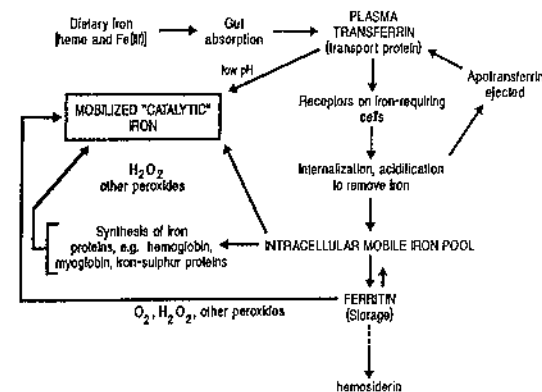 Dietary Iron
[heme and Fe(III)]
Gut
absorption
PLASMA
TRANSFERRIN
(transport protein)
low pH
Apotransferrin
ejected
MOBILIZED "CATALYTIC"
IRON
Receptors on iron-requiring
cells
H2O2
other peroxides
Internalization, acidification
to remove iron
Synthesis of iron
proteins, e.g. hemoglobin,
myoglobin, iron-sulphur proteins
INTRACELLULAR MOBILE IRON POOL
O2, H2O2, other peroxides
FERRITIN
(Storage)
hemosiderin